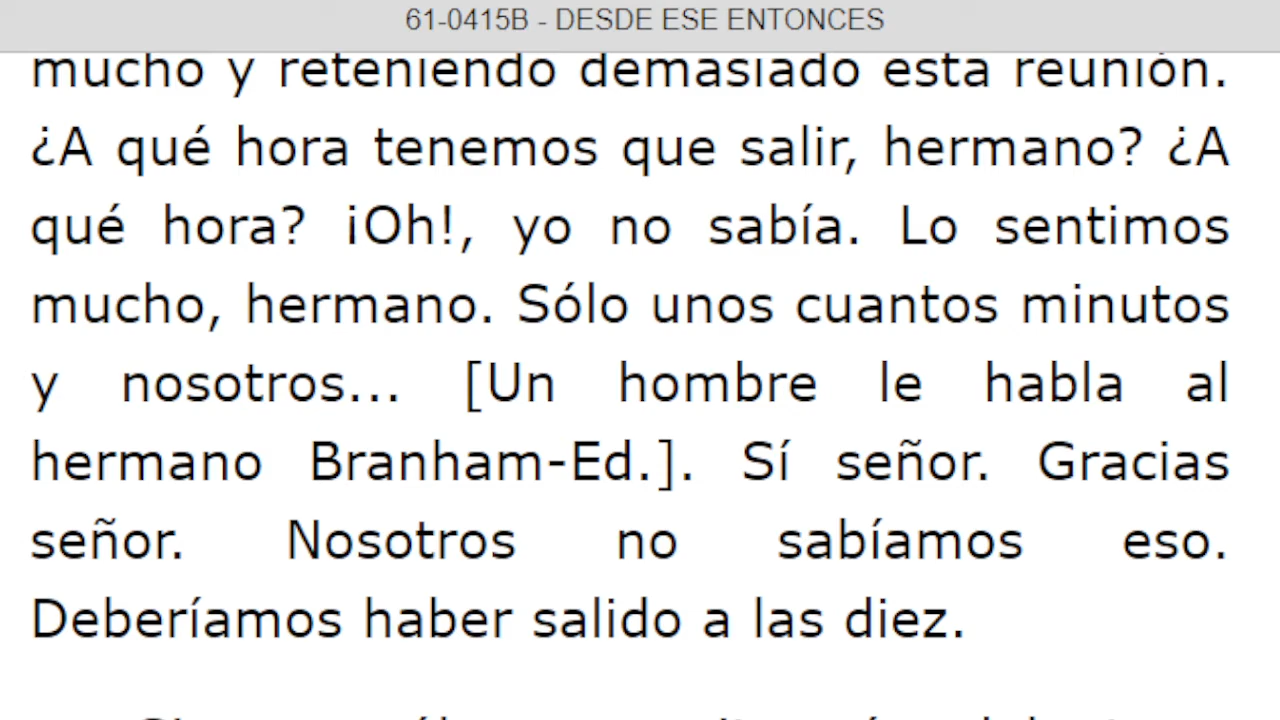 61-0415B - DESDE ESE ENTONCES
mucho y reteniendo demasiado esta reunión.
¿A qué hora tenemos que salir, hermano? ¿A
qué hora? ¡Oh!, yo no sabía. Lo sentimos
mucho, hermano. Sólo unos cuantos minutos
y nosotros... [Un hombre le habla al
hermano Branham-Ed.]. Sí señor. Gracias
señor. Nosotros no sabíamos eso.
Deberíamos haber salido a las diez.